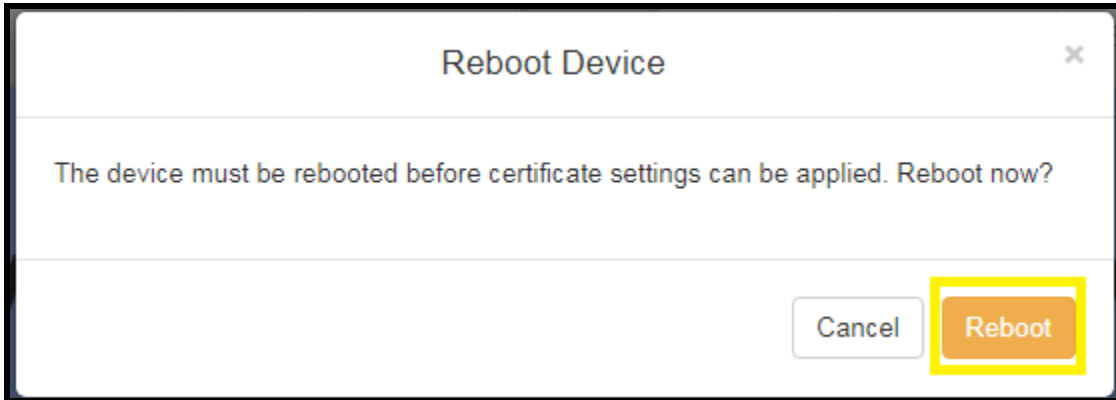 Reboot Device
×
The device must be rebooted before certificate settings can be applied. Reboot now?
Cancel
Reboot